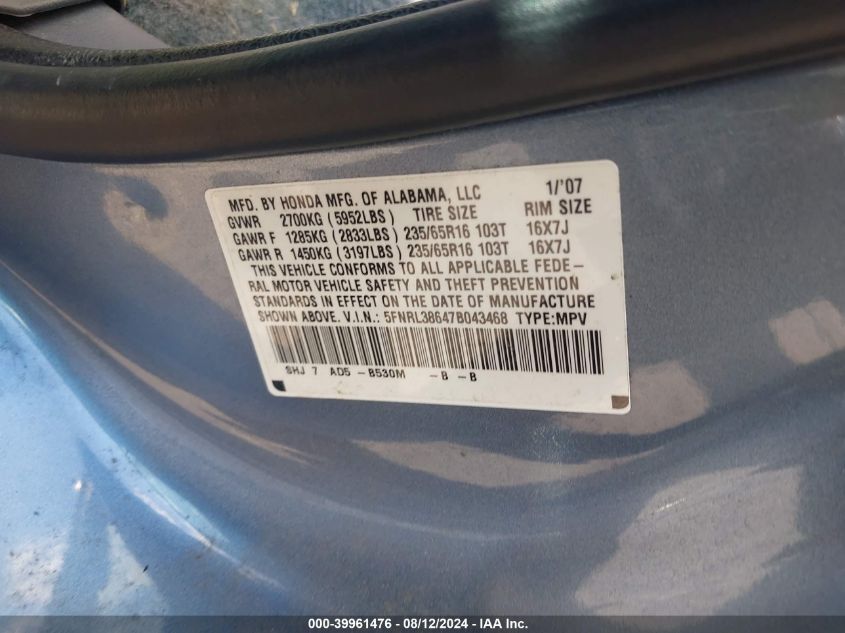 MFD. BY HONDA MFG. OF ALABAMA, LLC 1/'07
GVWR 2700KG (5952LBS) TIRE SIZE RIM SIZE
GAWR F 1285KG (2833LBS) 235/65R16 103T 16X7J
GAWR R 1450KG (3197LBS) 235/65R16 103T 16X7J
THIS VEHICLE CONFORMS TO ALL APPLICABLE FEDE-
RAL MOTOR VEHICLE SAFETY AND THEFT PREVENTION
STANDARDS IN EFFECT ON THE DATE OF MANUFACTURE
SHOWN ABOVE. V.I.N.: 5FNRL38647B043468 TYPE:MPV
SHJ 7 AD5 - B530M - B - B
000-39961476 - 08/12/2024 - IAA Inc.